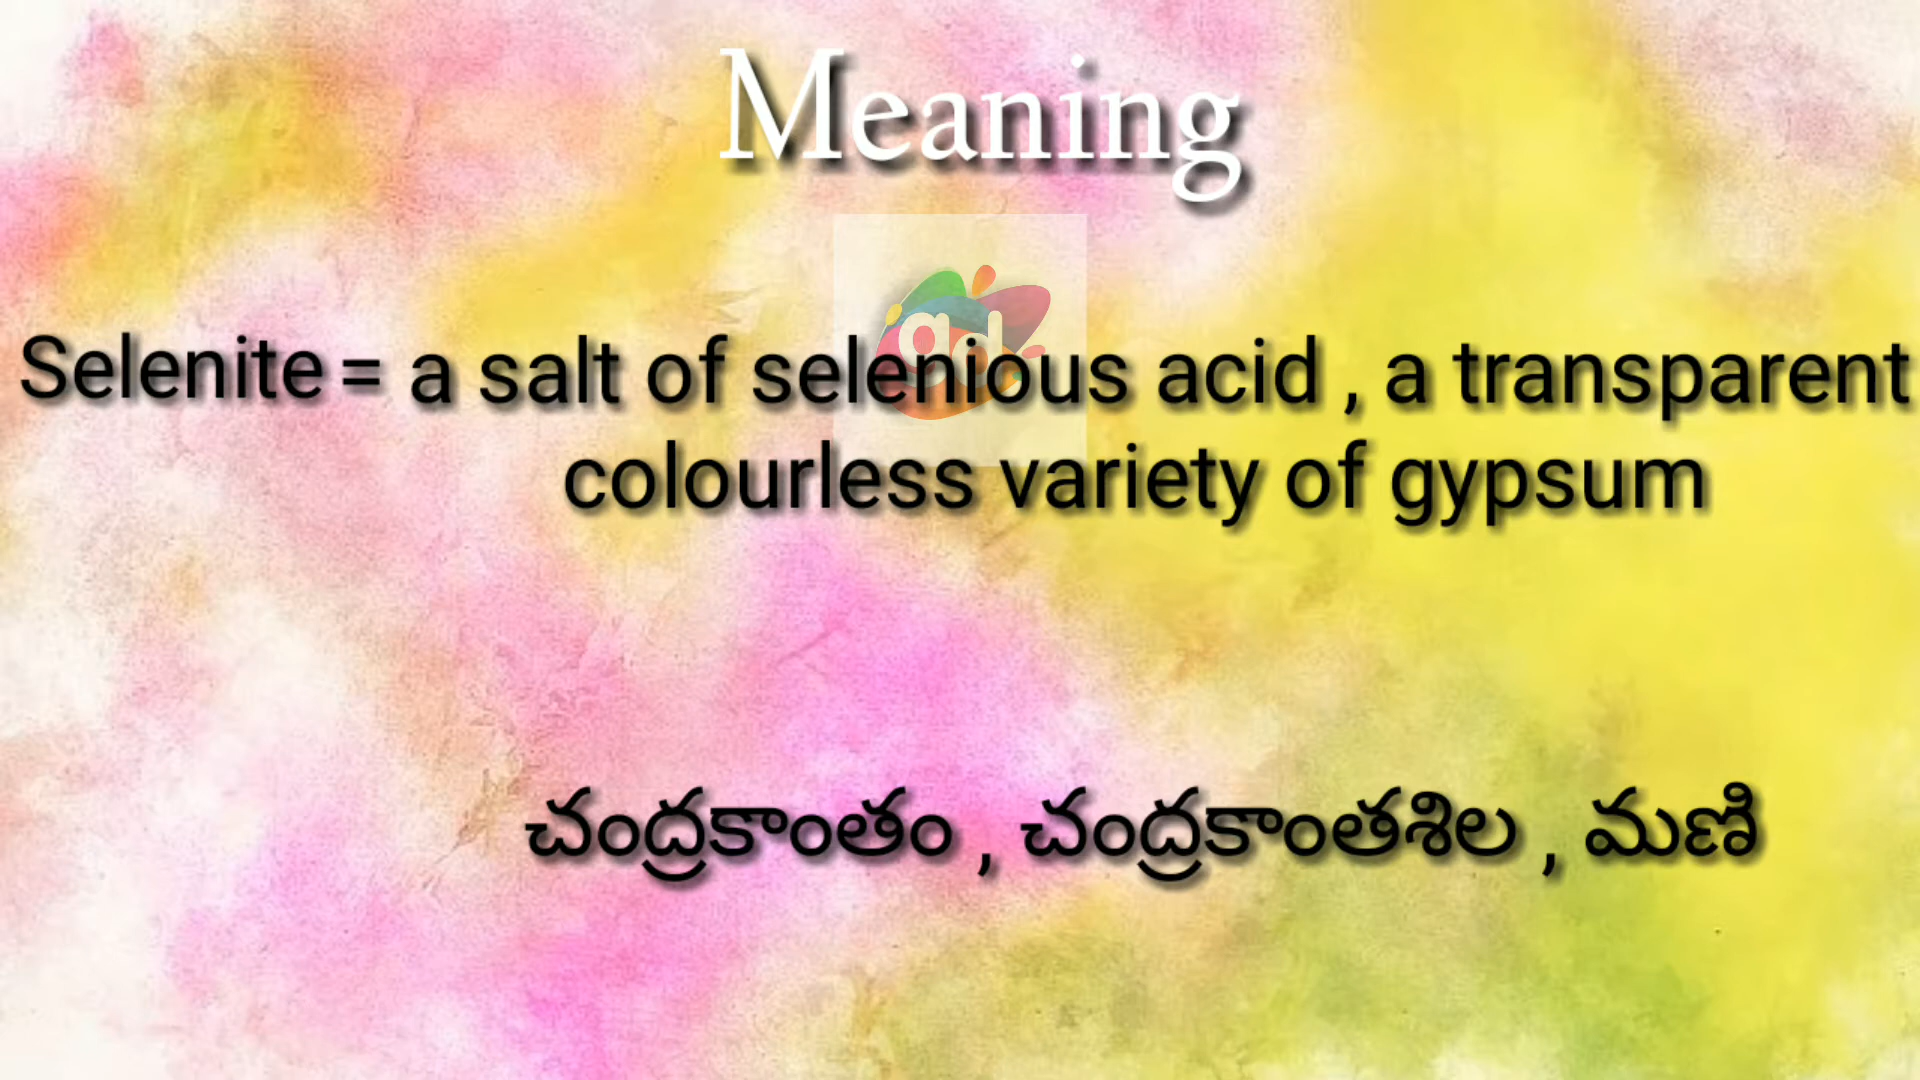 Meaning
Selenite = a salt of selenious acid , a transparent
colourless variety of gypsum
చంద్రకాంతం , చంద్రకాంతశిల , మణి